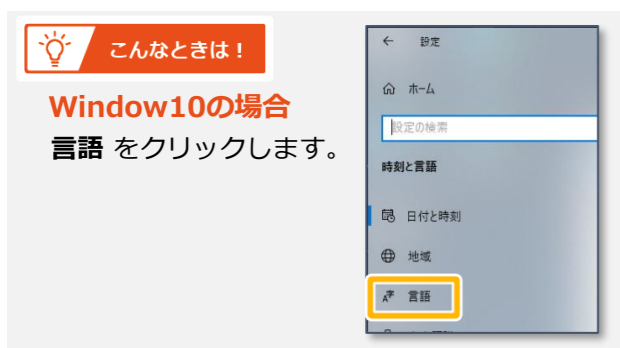 こんなときは！
Window10の場合
言語 をクリックします。
← 設定
ホーム
設定の検索
時刻と言語
日付と時刻
地域
言語